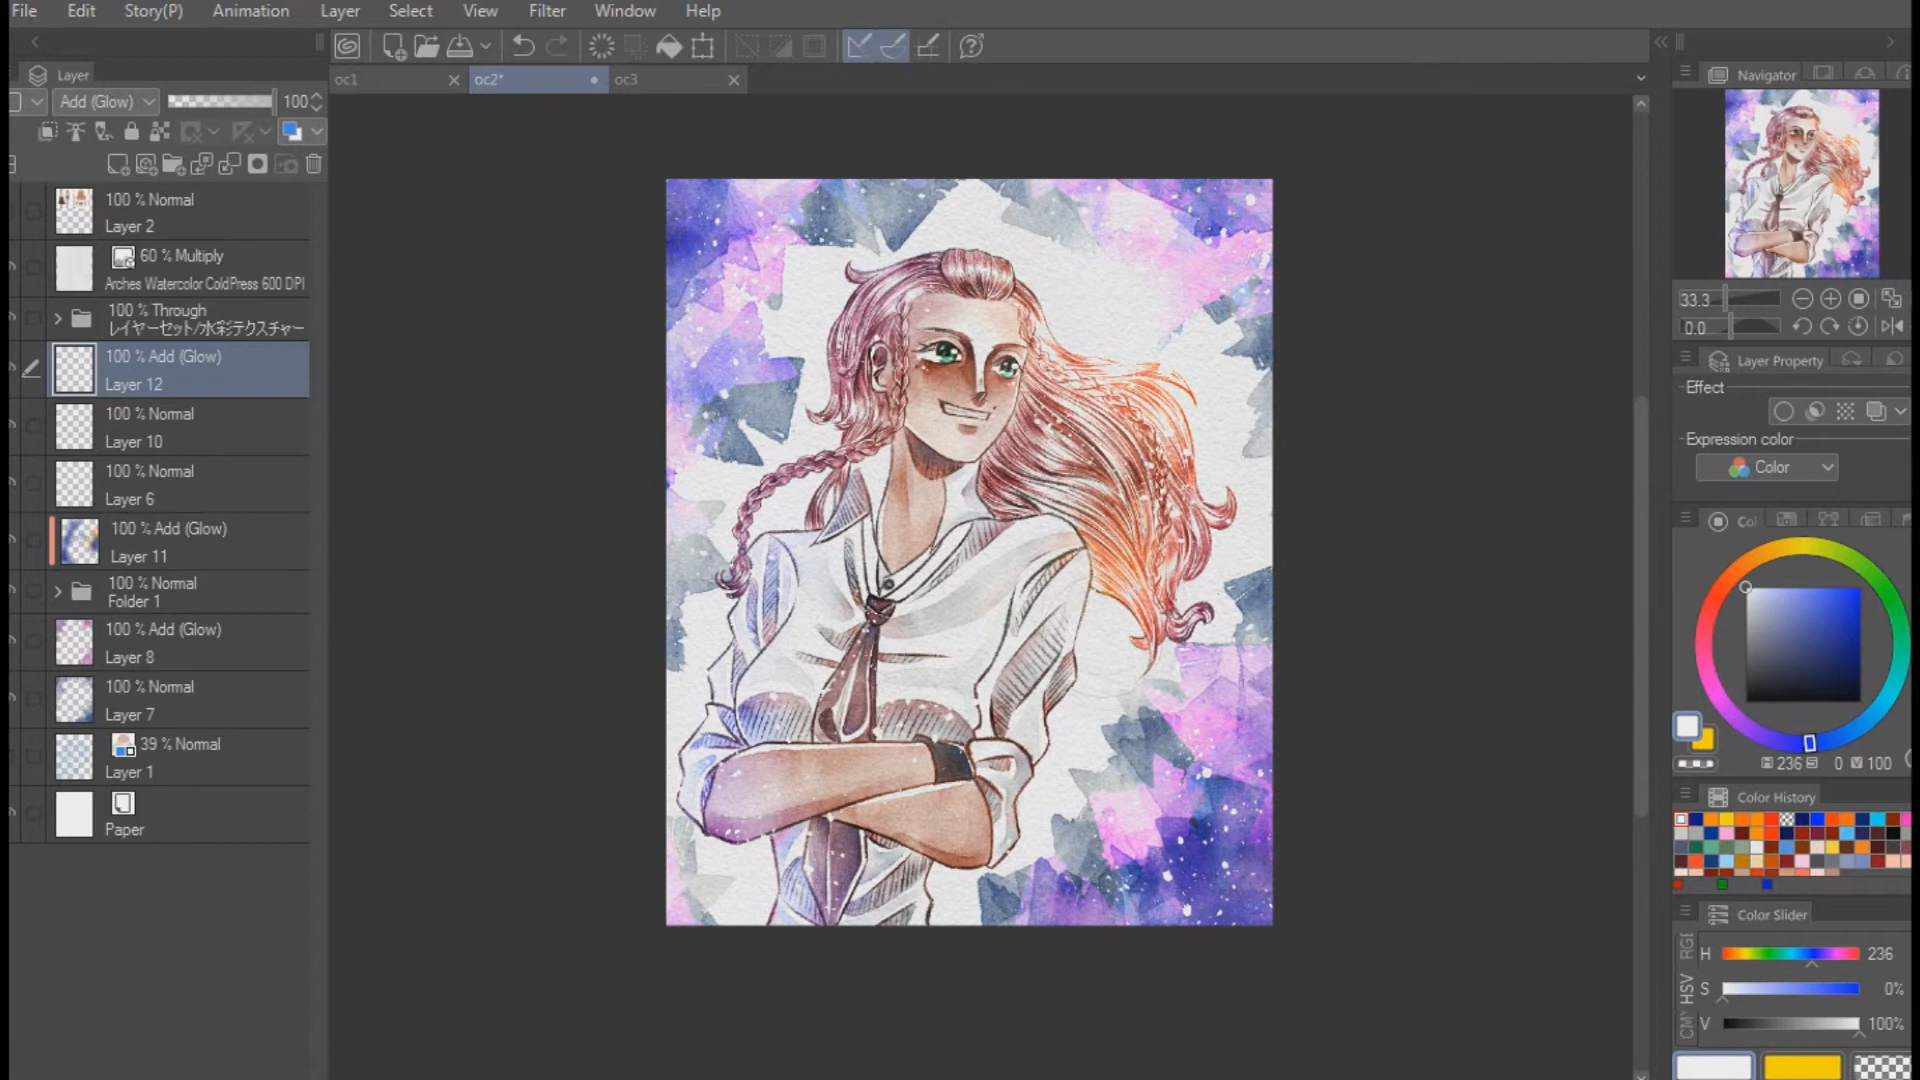 File Edit Story(P) Animation Layer Select View Filter Window Help
oc1 oc2* oc3
Layer
Add (Glow) 100
100 % Normal
Layer 2
60 % Multiply
Arches Watercolor ColdPress 600 DPI
100 % Through
レイヤーセット/水彩テクスチャー
100 % Add (Glow)
Layer 12
100 % Normal
Layer 10
100 % Normal
Layer 6
100 % Add (Glow)
Layer 11
100 % Normal
Folder 1
100 % Add (Glow)
Layer 8
100 % Normal
Layer 7
39 % Normal
Layer 1
Paper
Navigator
33.3
0.0
Layer Property
Effect
Expression color
Color
Co
H 236 S 0 V 100
Color History
Color Slider
RGB
HSV
CM
H 236
S 0%
V 100%